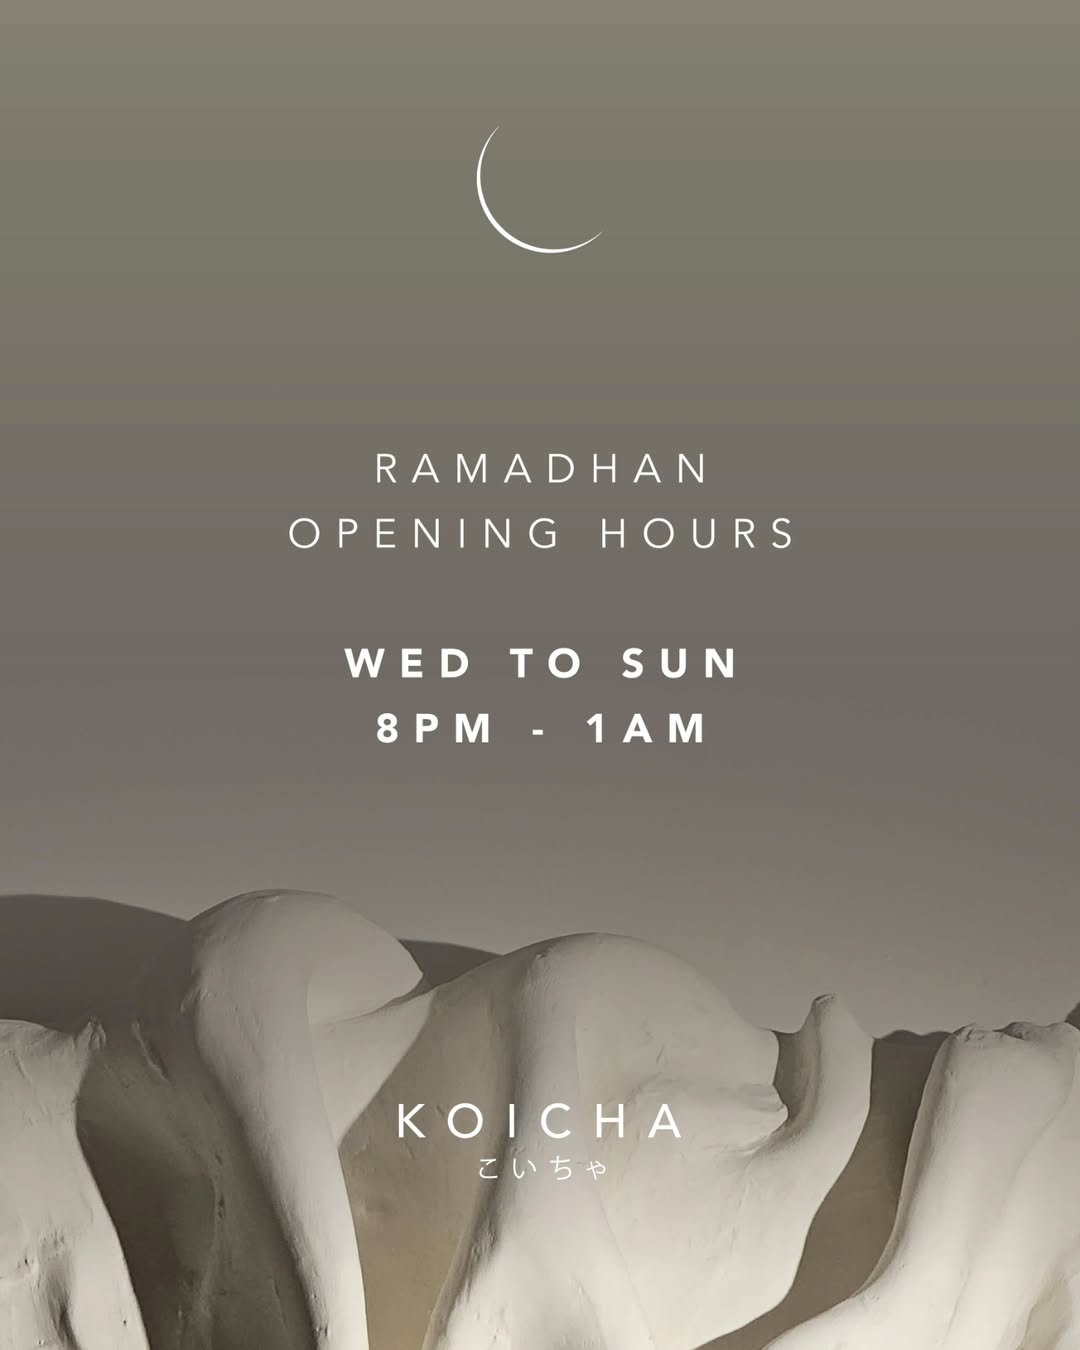 RAMADHAN
OPENING HOURS
WED TO SUN
8PM - 1AM
KOICHA
こいちゃ